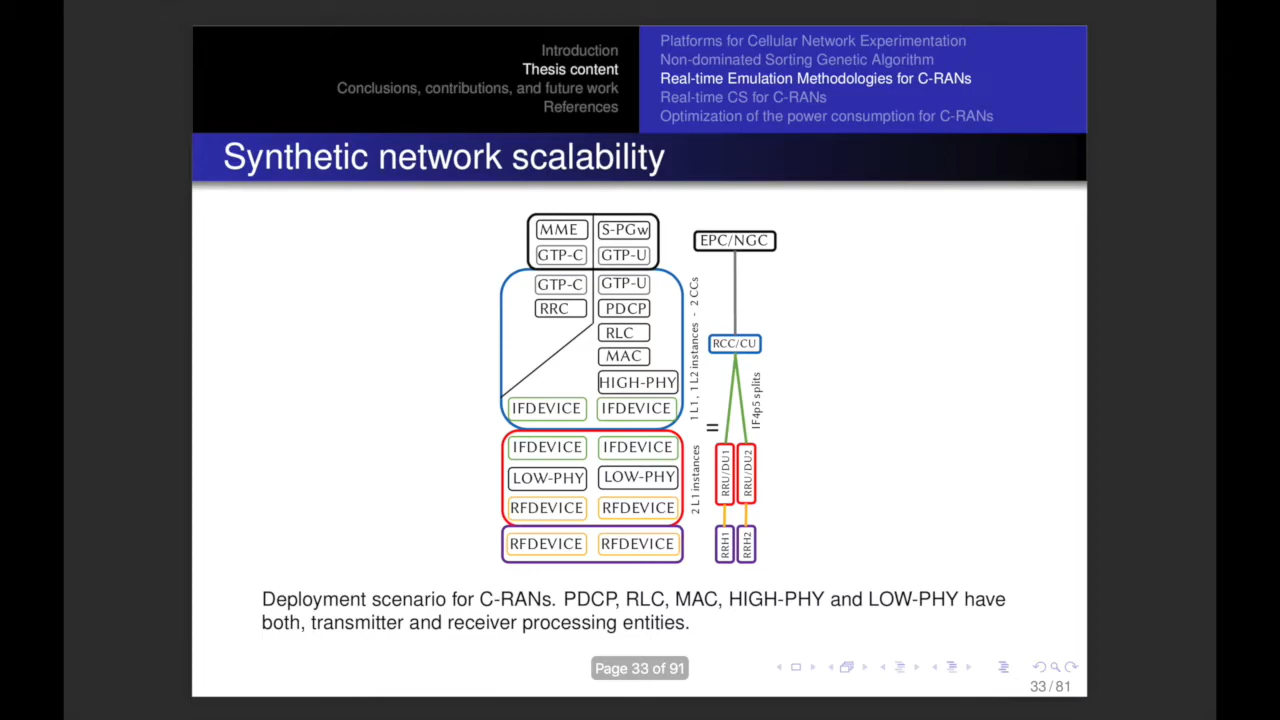 Introduction
Thesis content
Conclusions, contributions, and future work
References
Platforms for Cellular Network Experimentation
Non-dominated Sorting Genetic Algorithm
Real-time Emulation Methodologies for C-RANs
Real-time CS for C-RANs
Optimization of the power consumption for C-RANs
Synthetic network scalability
MME S-PGw
GTP-C GTP-U
GTP-C GTP-U
RRC PDCP
RLC
MAC
HIGH-PHY
IFDEVICE IFDEVICE
IFDEVICE IFDEVICE
LOW-PHY LOW-PHY
RFDEVICE RFDEVICE
RFDEVICE RFDEVICE
1 L1, 1 L2 instances - 2 CCs
2 L1 instances
=
EPC/NGC
RCC/CU
IF4p5 splits
RRU/DU1 RRU/DU2
RRH1 RRH2
Deployment scenario for C-RANs. PDCP, RLC, MAC, HIGH-PHY and LOW-PHY have
both, transmitter and receiver processing entities.
Page 33 of 91
33 / 81